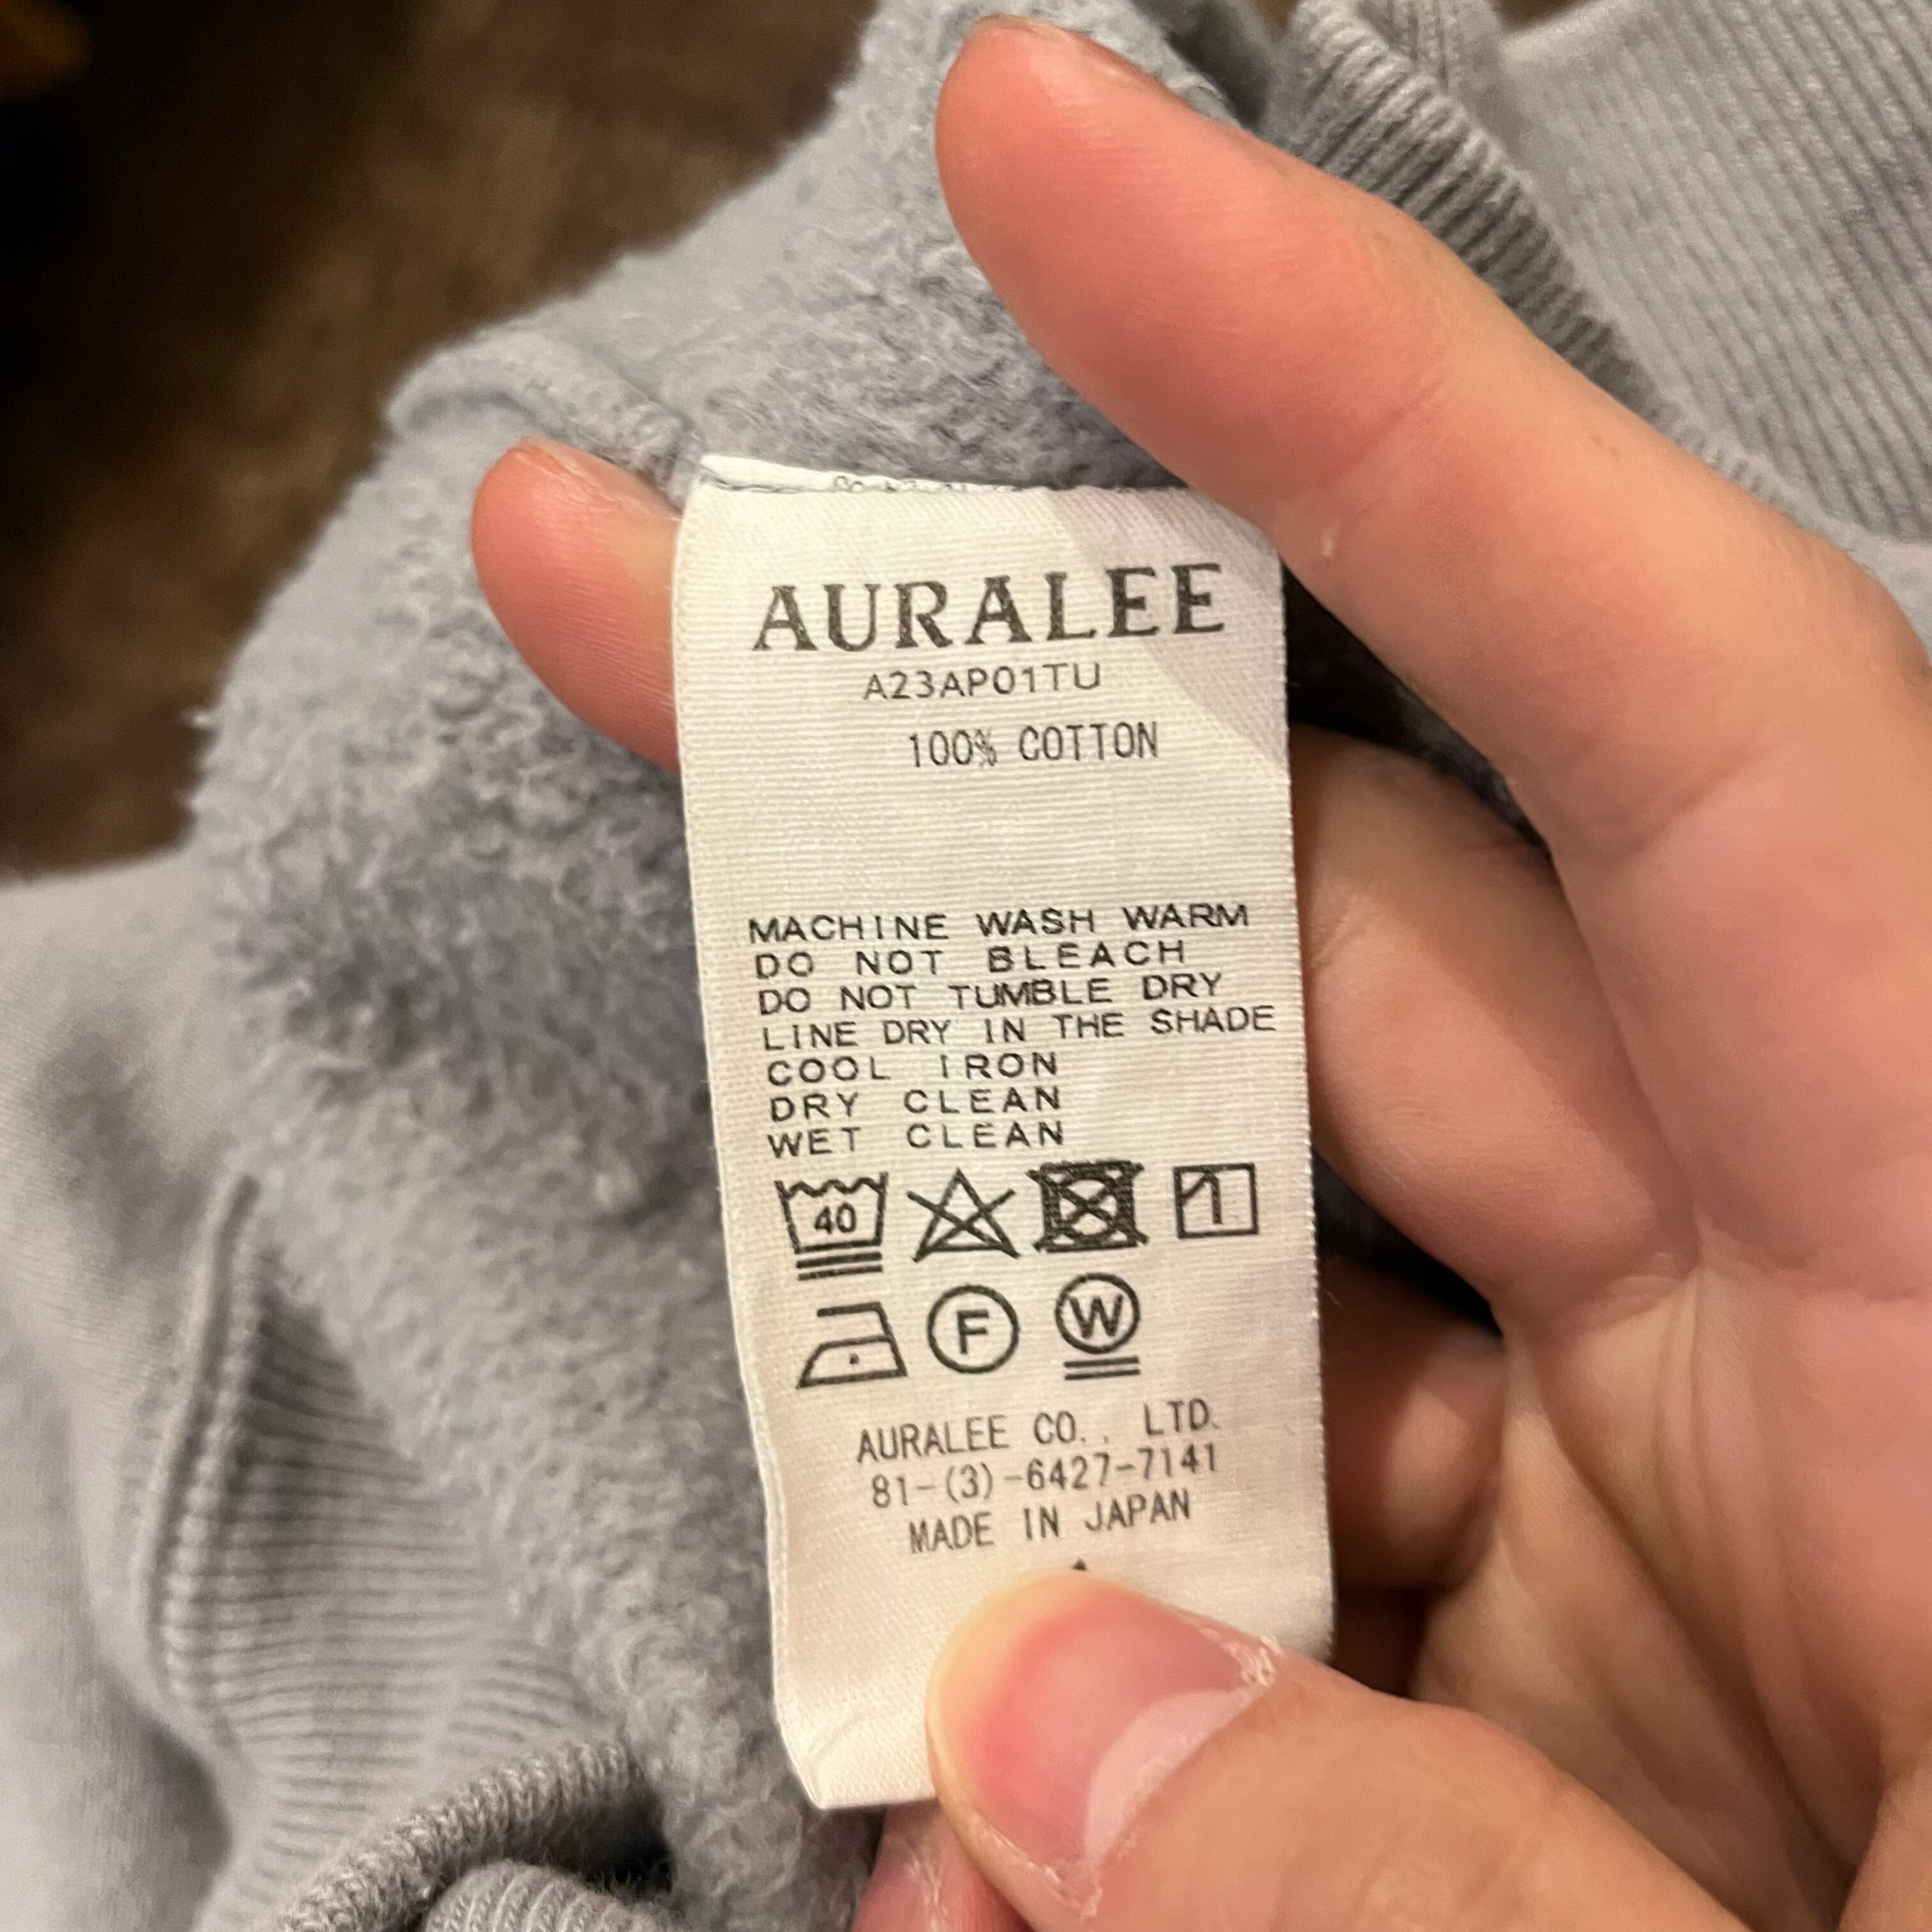 AURALEE
A23AP01TU
100% COTTON
MACHINE WASH WARM
DO NOT BLEACH
DO NOT TUMBLE DRY
LINE DRY IN THE SHADE
COOL IRON
DRY CLEAN
WET CLEAN
40
F W
AURALEE CO., LTD.
81-(3)-6427-7141
MADE IN JAPAN